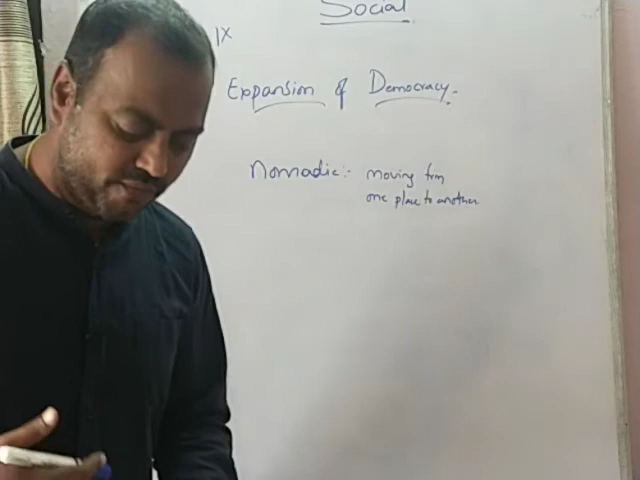 Social
IX
Expansion of Democracy.
Nomadic:- moving from
one place to another